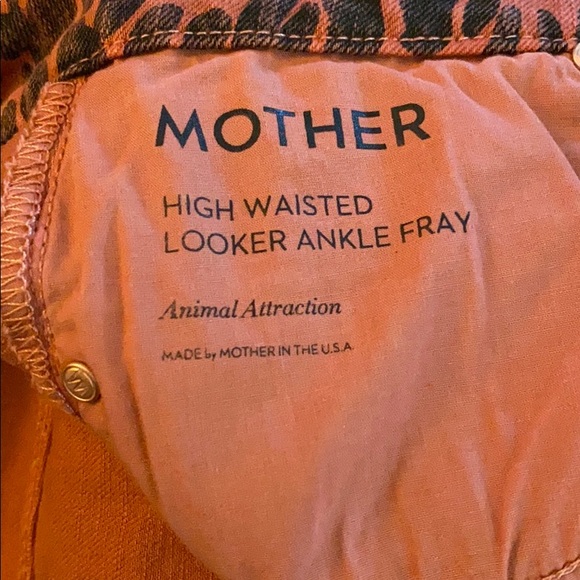 MOTHER
HIGH WAISTED
LOOKER ANKLE FRAY
Animal Attraction
MADE by MOTHER IN THE U.S.A.
M